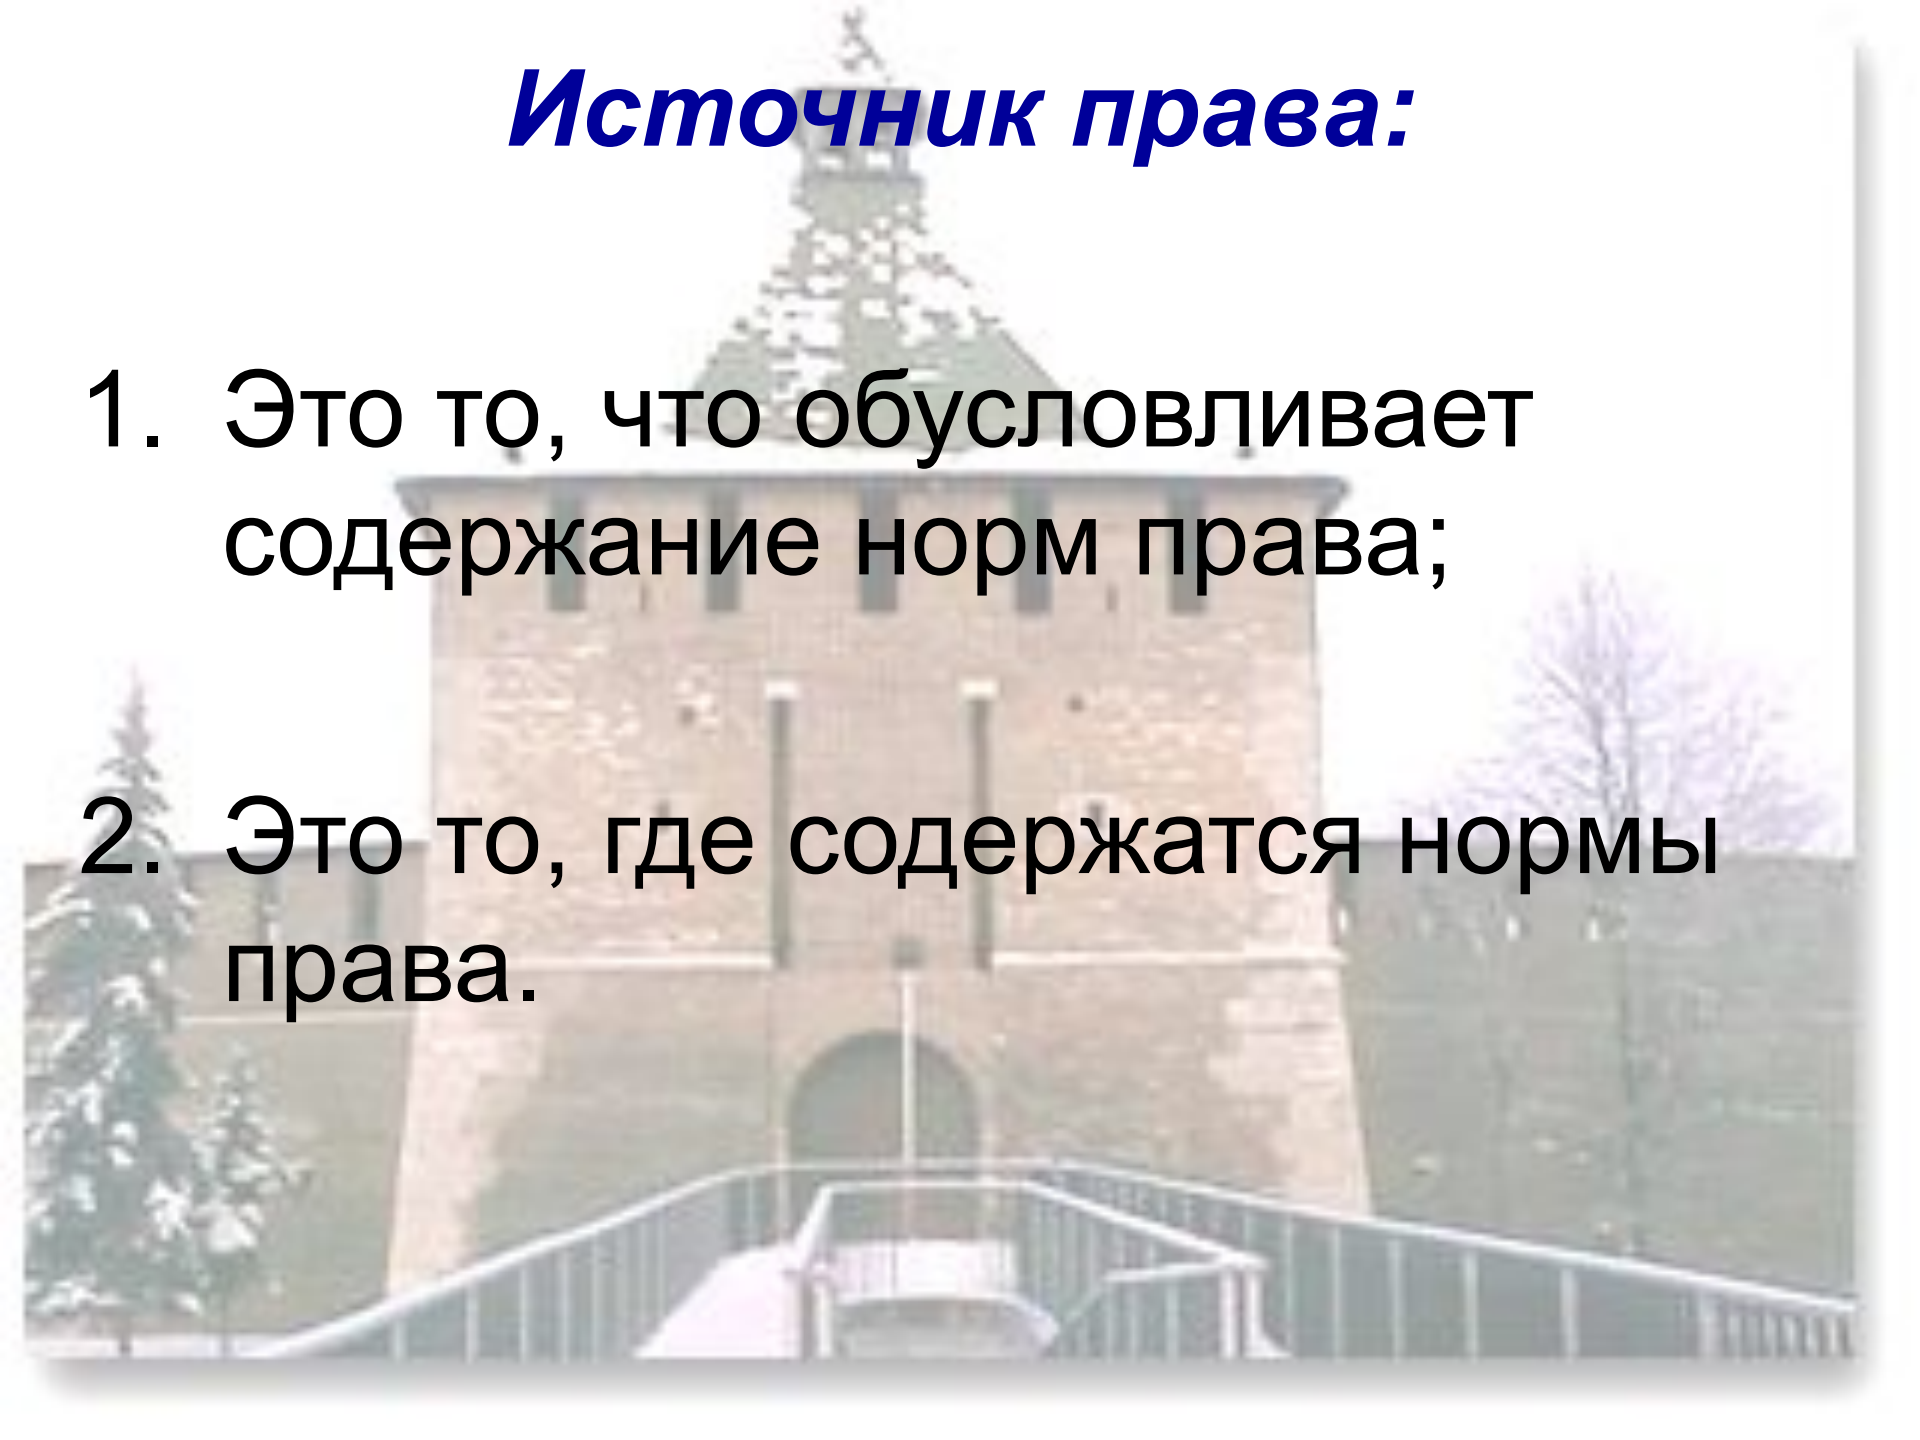 Источник права:
1. Это то, что обусловливает
содержание норм права;
2. Это то, где содержатся нормы
права.